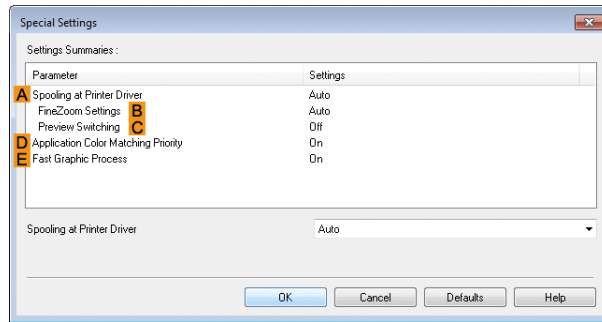 Special Settings
Settings Summaries :
Parameter Settings
A Spooling at Printer Driver Auto
FineZoom Settings B Auto
Preview Switching C Off
D Application Color Matching Priority On
E Fast Graphic Process On
Spooling at Printer Driver Auto
OK Cancel Defaults Help